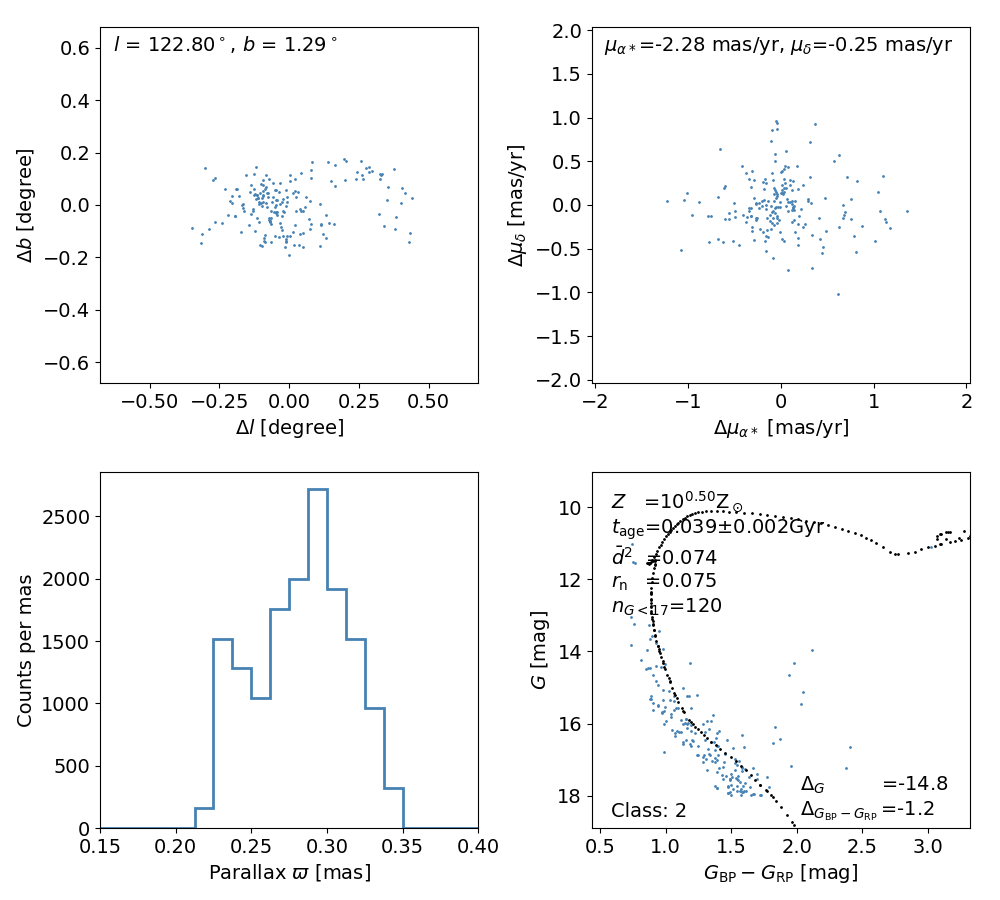 l = 122.80°, b = 1.29°
0.6
0.4
0.2
0.0
−0.2
−0.4
−0.6
Δb [degree]
−0.50 −0.25 0.00 0.25 0.50
Δl [degree]
μα*=-2.28 mas/yr, μδ=-0.25 mas/yr
2.0
1.5
1.0
0.5
0.0
−0.5
−1.0
−1.5
−2.0
Δμδ [mas/yr]
−2 −1 0 1 2
Δμα* [mas/yr]
2500
2000
1500
1000
500
0
Counts per mas
0.15 0.20 0.25 0.30 0.35 0.40
Parallax ϖ [mas]
Z =10^0.50 Z⊙
t_age=0.039±0.002Gyr
d̄² =0.074
r_n =0.075
n_G<17=120
10
12
14
16
18
G [mag]
Δ_G =-14.8
Δ_GBP−GRP =-1.2
Class: 2
0.5 1.0 1.5 2.0 2.5 3.0
G_BP − G_RP [mag]